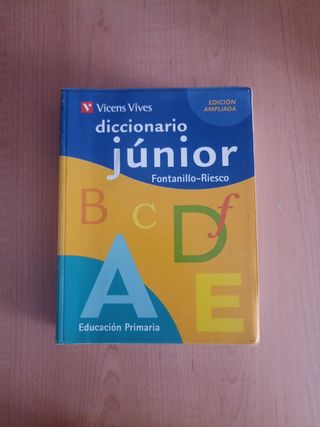 Vicens Vives
EDICIÓN
AMPLIADA
diccionario
júnior
Fontanillo-Riesco
B C D f
A E
Educación Primaria